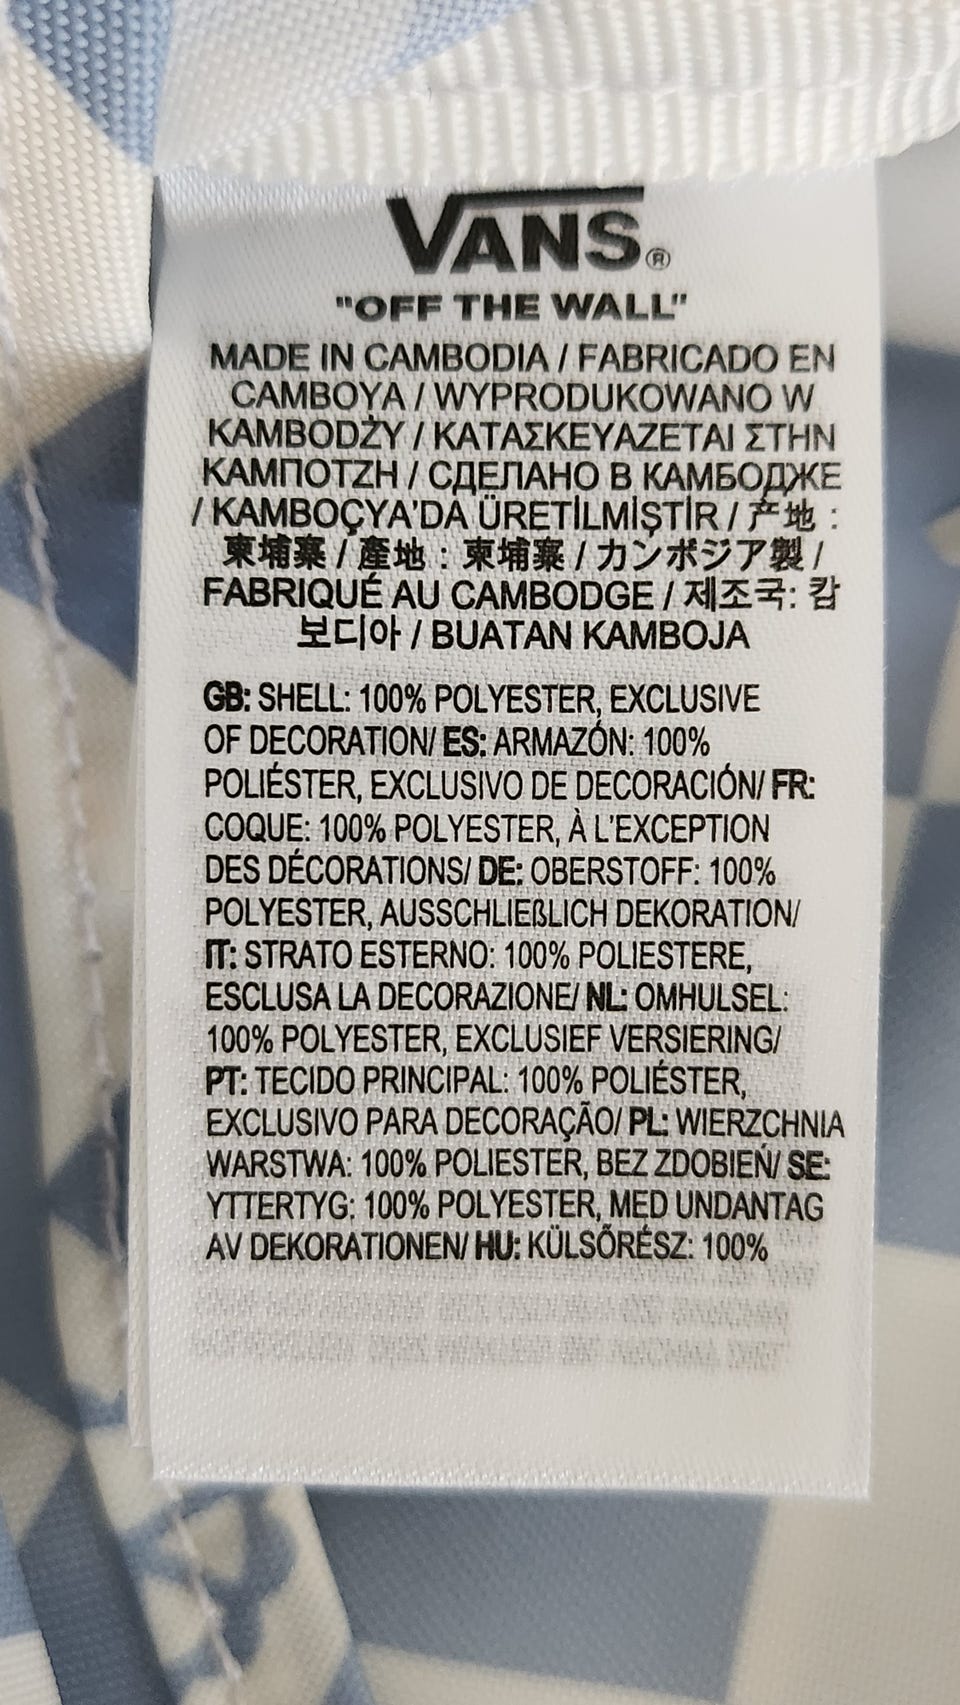 VANS®
"OFF THE WALL"
MADE IN CAMBODIA / FABRICADO EN
CAMBOYA / WYPRODUKOWANO W
KAMBODŻY / ΚΑΤΑΣΚΕΥΑΖΕΤΑΙ ΣΤΗΝ
ΚΑΜΠΟΤΖΗ / СДЕЛАНО В КАМБОДЖЕ
/ KAMBOÇYA'DA ÜRETİLMİŞTİR / 产地 :
柬埔寨 / 產地 : 柬埔寨 / カンボジア製 /
FABRIQUÉ AU CAMBODGE / 제조국: 캄
보디아 / BUATAN KAMBOJA
GB: SHELL: 100% POLYESTER, EXCLUSIVE
OF DECORATION/ ES: ARMAZÓN: 100%
POLIÉSTER, EXCLUSIVO DE DECORACIÓN/ FR:
COQUE: 100% POLYESTER, À L'EXCEPTION
DES DÉCORATIONS/ DE: OBERSTOFF: 100%
POLYESTER, AUSSCHLIEßLICH DEKORATION/
IT: STRATO ESTERNO: 100% POLIESTERE,
ESCLUSA LA DECORAZIONE/ NL: OMHULSEL:
100% POLYESTER, EXCLUSIEF VERSIERING/
PT: TECIDO PRINCIPAL: 100% POLIÉSTER,
EXCLUSIVO PARA DECORAÇÃO/ PL: WIERZCHNIA
WARSTWA: 100% POLIESTER, BEZ ZDOBIEŃ/ SE:
YTTERTYG: 100% POLYESTER, MED UNDANTAG
AV DEKORATIONEN/ HU: KÜLSŐRÉSZ: 100%